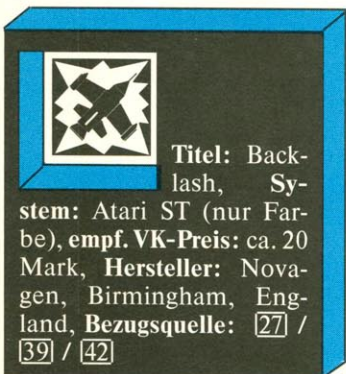 Titel: Back-
lash, Sy-
stem: Atari ST (nur Far-
be), empf. VK-Preis: ca. 20
Mark, Hersteller: Nova-
gen, Birmingham, Eng-
land, Bezugsquelle: 27 /
39 / 42